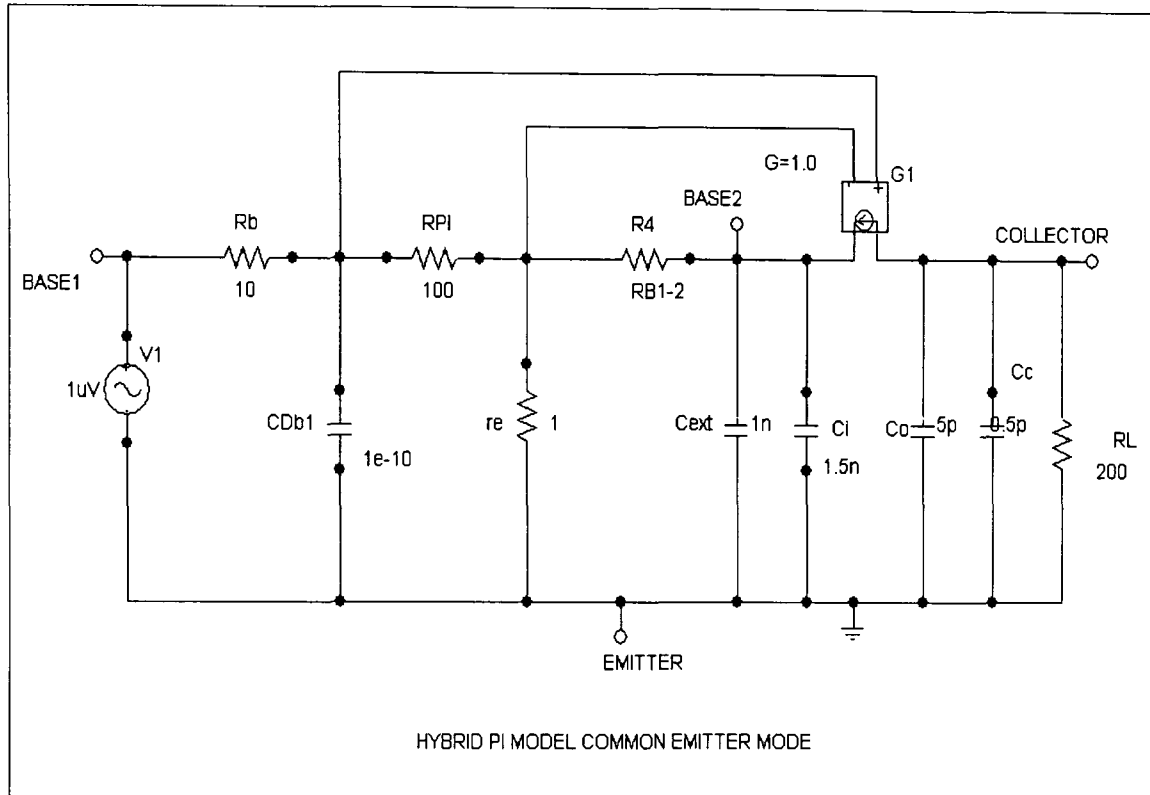 G=1.0
G1
- +
BASE2
Rb
RPI
R4
COLLECTOR
BASE1
10
100
RB1-2
V1
1uV
CDb1
1e-10
re
1
Cext
1n
Ci
1.5n
Co
5p
Cc
0.5p
RL
200
EMITTER
HYBRID PI MODEL COMMON EMITTER MODE